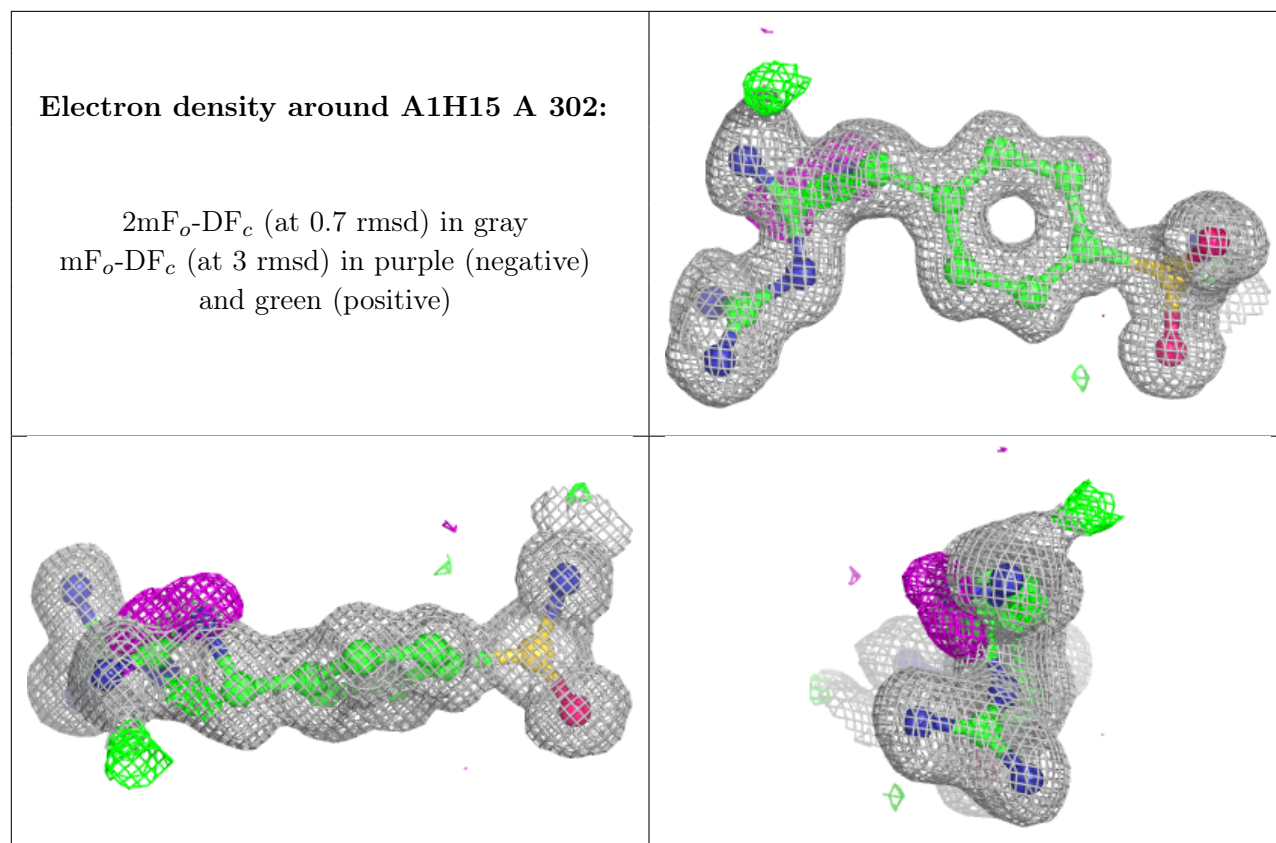 Electron density around A1H15 A 302:
2mFo-DFc (at 0.7 rmsd) in gray
mFo-DFc (at 3 rmsd) in purple (negative)
and green (positive)